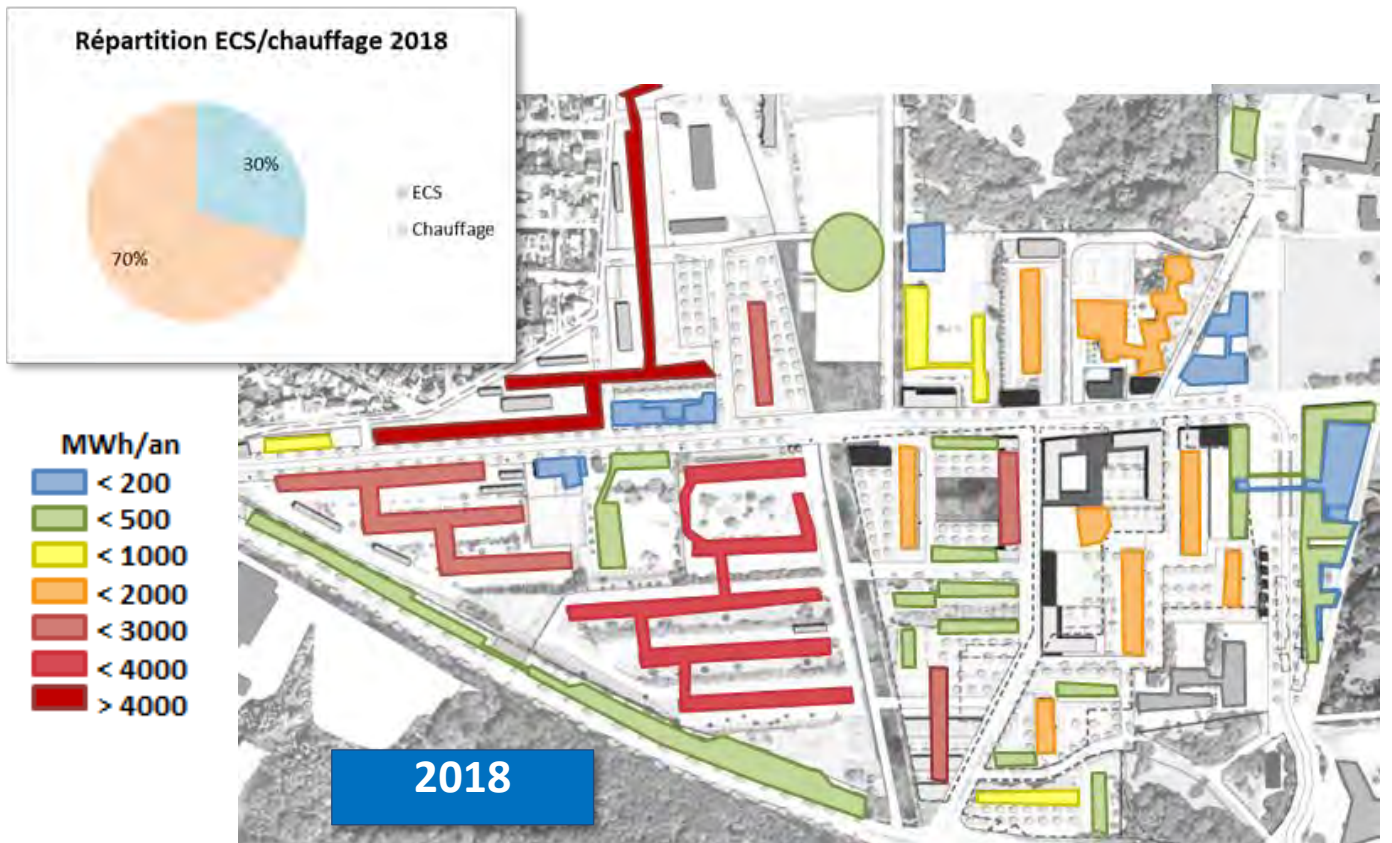 Répartition ECS/chauffage 2018
30%
ECS
Chauffage
70%
MWh/an
< 200
< 500
< 1000
< 2000
< 3000
< 4000
> 4000
2018